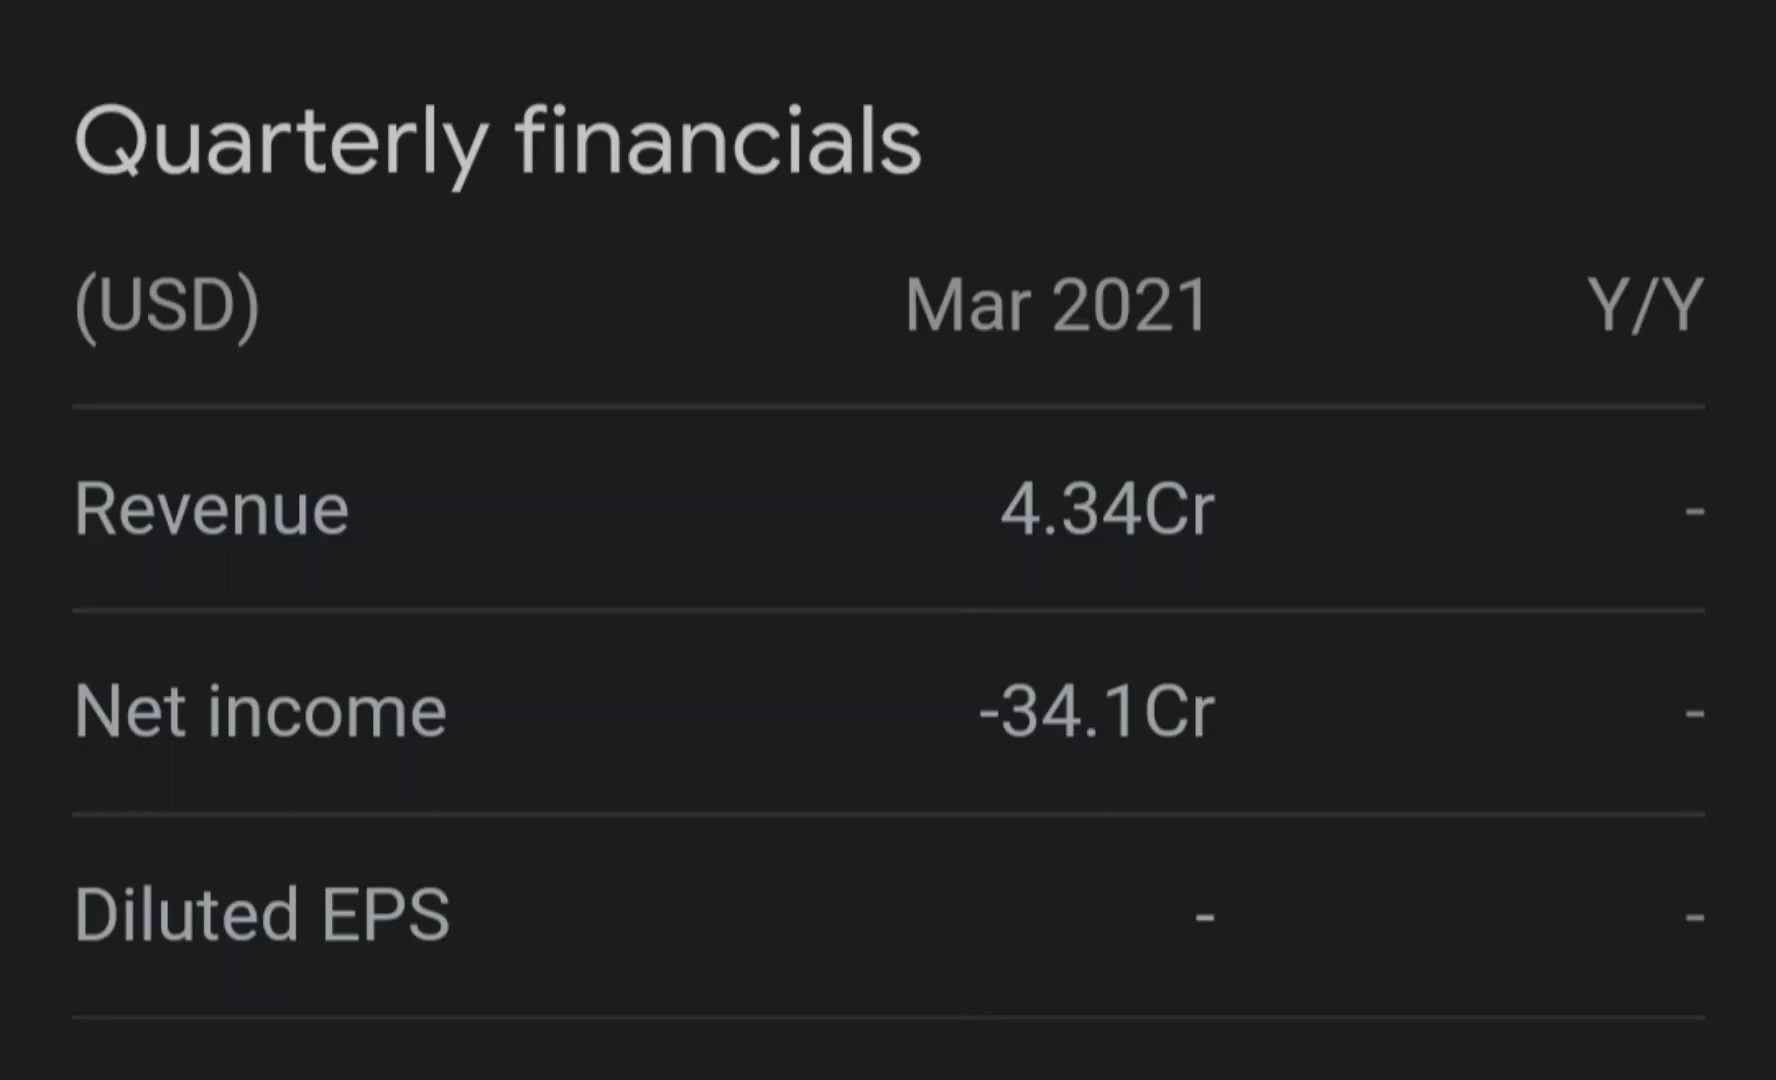 Quarterly financials
(USD) Mar 2021 Y/Y
Revenue 4.34Cr -
Net income -34.1Cr -
Diluted EPS - -